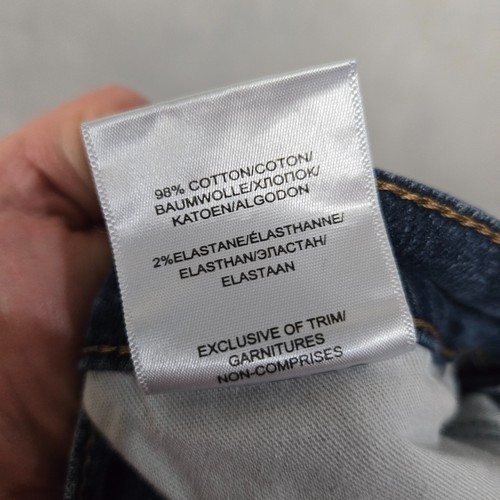 98% COTTON/COTON/
BAUMWOLLE/ХЛОПОК/
KATOEN/ALGODON
2%ELASTANE/ÉLASTHANNE/
ELASTHAN/ЭЛАСТАН/
ELASTAAN
EXCLUSIVE OF TRIM/
GARNITURES
NON-COMPRISES